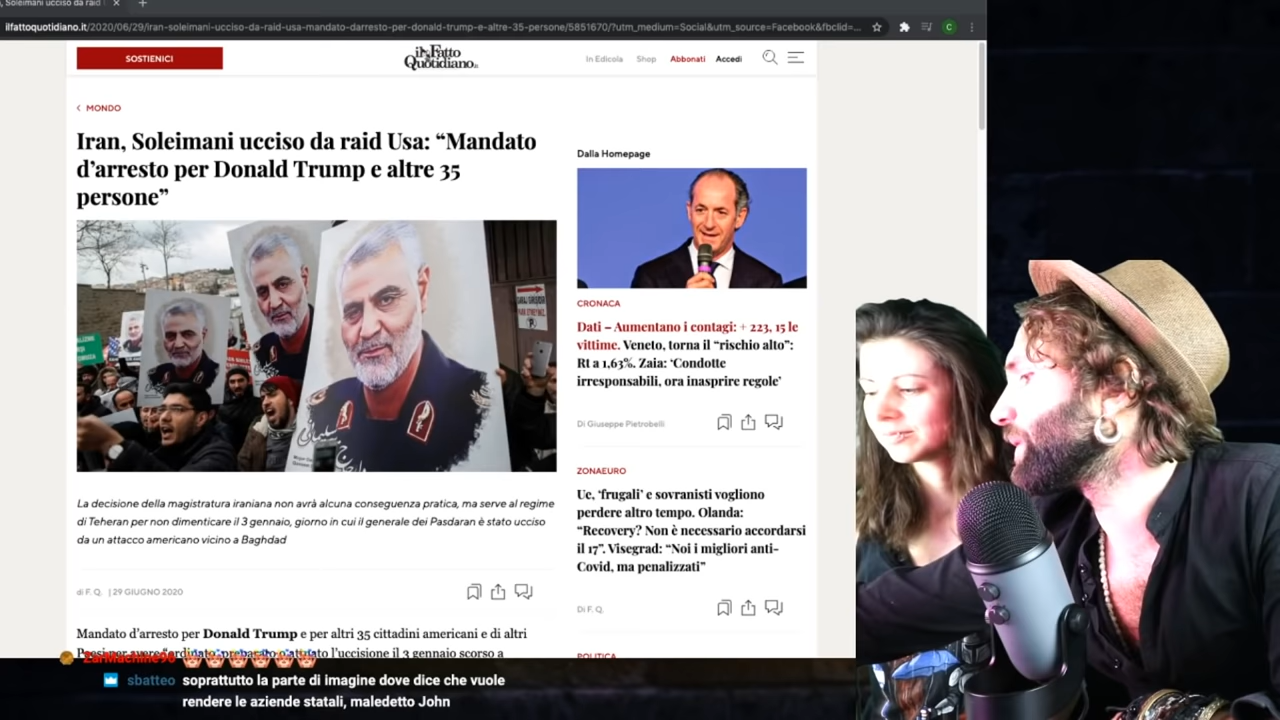 , Soleimani ucciso da raid
ilfattoquotidiano.it/2020/06/29/iran-soleimani-ucciso-da-raid-usa-mandato-darresto-per-donald-trump-e-altre-35-persone/5851670/?utm_medium=Social&utm_source=Facebook&fbclid=...
SOSTIENICI
il Fatto
Quotidiano.it
In Edicola Shop Abbonati Accedi
MONDO
Iran, Soleimani ucciso da raid Usa: “Mandato
d’arresto per Donald Trump e altre 35
persone”
La decisione della magistratura iraniana non avrà alcuna conseguenza pratica, ma serve al regime
di Teheran per non dimenticare il 3 gennaio, giorno in cui il generale dei Pasdaran è stato ucciso
da un attacco americano vicino a Baghdad
di F. Q. | 29 GIUGNO 2020
Mandato d’arresto per Donald Trump e per altri 35 cittadini americani e di altri
l’uccisione il 3 gennaio scorso a
Dalla Homepage
CRONACA
Dati – Aumentano i contagi: + 223, 15 le
vittime. Veneto, torna il “rischio alto”:
Rt a 1,63%. Zaia: ‘Condotte
irresponsabili, ora inasprire regole’
Di Giuseppe Pietrobelli
ZONAEURO
Ue, ‘frugali’ e sovranisti vogliono
perdere altro tempo. Olanda:
“Recovery? Non è necessario accordarsi
il 17”. Visegrad: “Noi i migliori anti-
Covid, ma penalizzati”
Di F. Q.
POLITICA
ZariMachine90
sbatteo soprattutto la parte di imagine dove dice che vuole
rendere le aziende statali, maledetto John